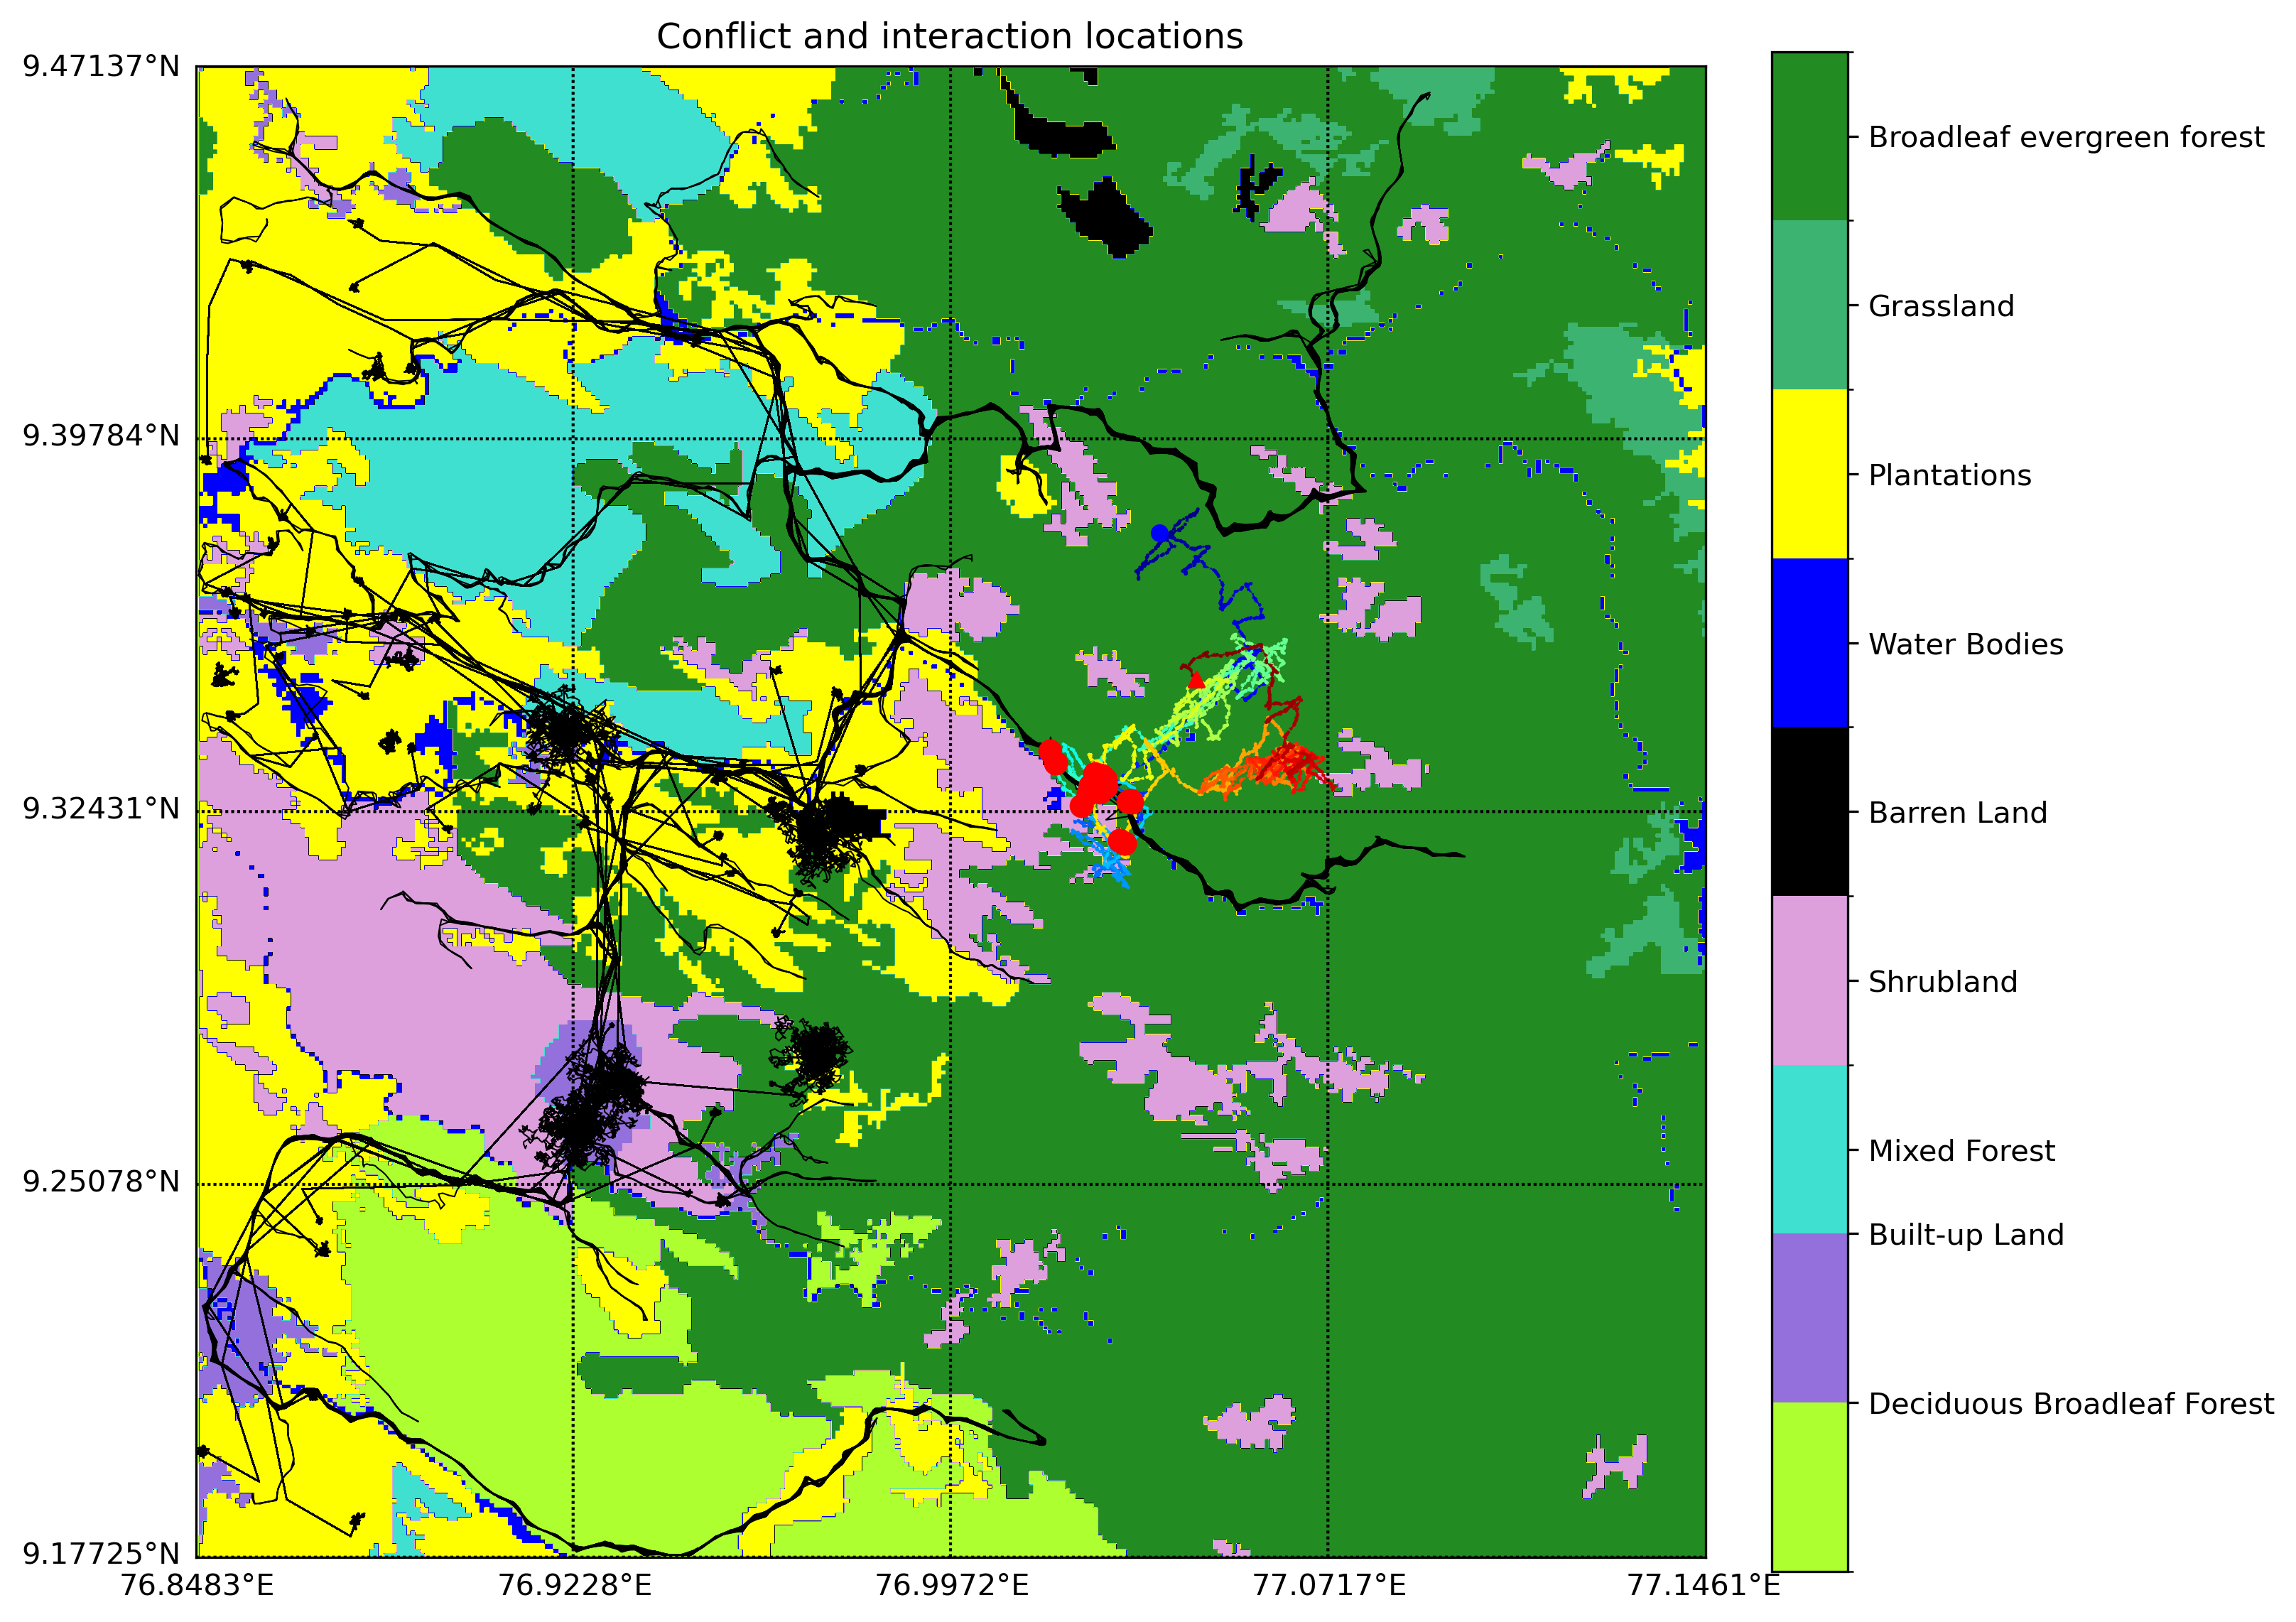 Conflict and interaction locations
9.47137°N
9.39784°N
9.32431°N
9.25078°N
9.17725°N
76.8483°E
76.9228°E
76.9972°E
77.0717°E
77.1461°E
Broadleaf evergreen forest
Grassland
Plantations
Water Bodies
Barren Land
Shrubland
Mixed Forest
Built-up Land
Deciduous Broadleaf Forest